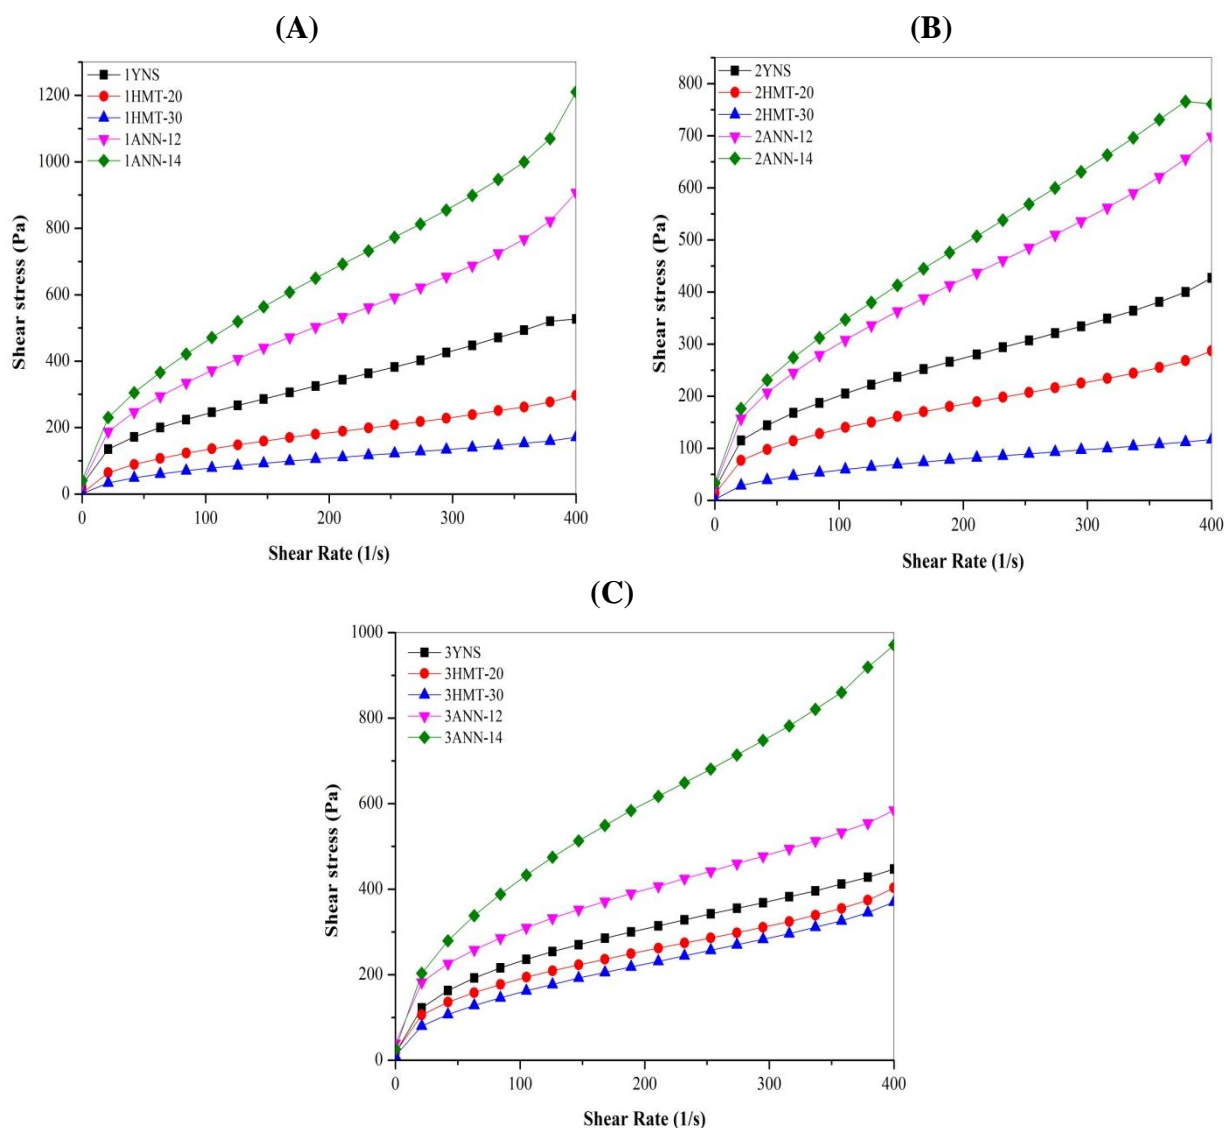 (A)
1YNS
1HMT-20
1HMT-30
1ANN-12
1ANN-14
1200
1000
800
600
400
200
0
Shear stress (Pa)
0 100 200 300 400
Shear Rate (1/s)
(B)
2YNS
2HMT-20
2HMT-30
2ANN-12
2ANN-14
800
700
600
500
400
300
200
100
0
Shear stress (Pa)
0 100 200 300 400
Shear Rate (1/s)
(C)
3YNS
3HMT-20
3HMT-30
3ANN-12
3ANN-14
1000
800
600
400
200
0
Shear stress (Pa)
0 100 200 300 400
Shear Rate (1/s)